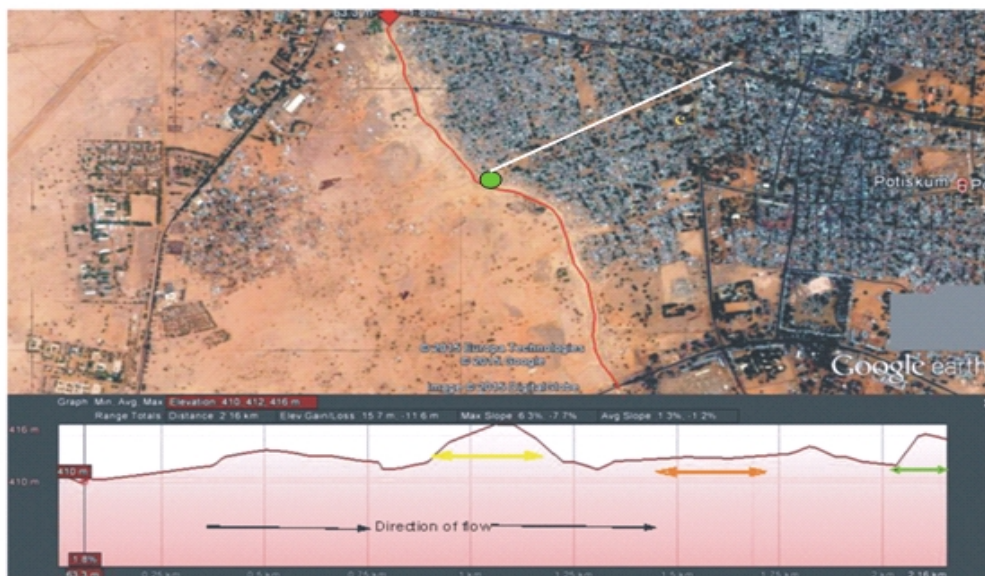 Potiskum
Po
© 2015 Europa Technologies
© 2015 Google
Image © 2015 DigitalGlobe
Google earth
Graph: Min, Avg, Max Elevation: 410, 412, 416 m
Range Totals: Distance: 2.16 km Elev Gain/Loss: 15.7 m, -11.6 m Max Slope: 6.3%, -7.7% Avg Slope: 1.3%, -1.2%
416 m
410 m
410 m
Direction of flow
1.8%
63.3 m 0.25 km 0.5 km 0.75 km 1 km 1.25 km 1.5 km 1.75 km 2 km 2.16 km